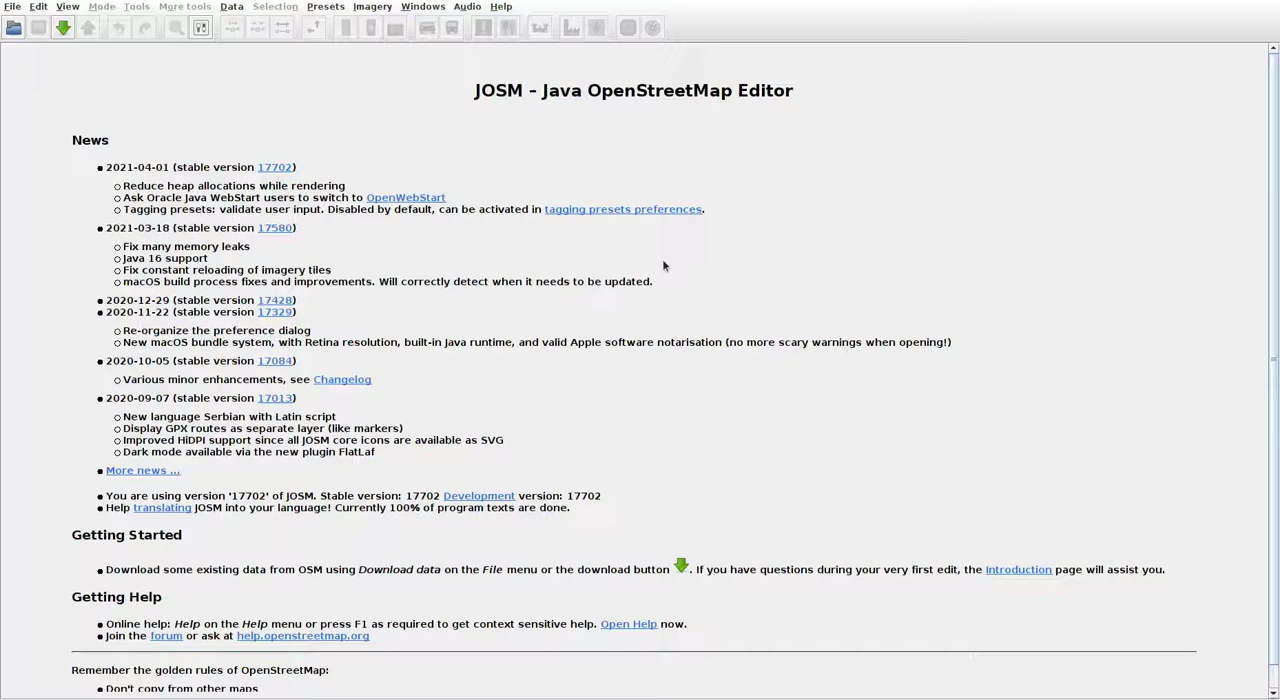 File Edit View Mode Tools More tools Data Selection Presets Imagery Windows Audio Help
JOSM – Java OpenStreetMap Editor
News
2021-04-01 (stable version 17702)
Reduce heap allocations while rendering
Ask Oracle Java WebStart users to switch to OpenWebStart
Tagging presets: validate user input. Disabled by default, can be activated in tagging presets preferences.
2021-03-18 (stable version 17580)
Fix many memory leaks
Java 16 support
Fix constant reloading of imagery tiles
macOS build process fixes and improvements. Will correctly detect when it needs to be updated.
2020-12-29 (stable version 17428)
2020-11-22 (stable version 17329)
Re-organize the preference dialog
New macOS bundle system, with Retina resolution, built-in Java runtime, and valid Apple software notarisation (no more scary warnings when opening!)
2020-10-05 (stable version 17084)
Various minor enhancements, see Changelog
2020-09-07 (stable version 17013)
New language Serbian with Latin script
Display GPX routes as separate layer (like markers)
Improved HiDPI support since all JOSM core icons are available as SVG
Dark mode available via the new plugin FlatLaf
More news ...
You are using version '17702' of JOSM. Stable version: 17702 Development version: 17702
Help translating JOSM into your language! Currently 100% of program texts are done.
Getting Started
Download some existing data from OSM using Download data on the File menu or the download button . If you have questions during your very first edit, the Introduction page will assist you.
Getting Help
Online help: Help on the Help menu or press F1 as required to get context sensitive help. Open Help now.
Join the forum or ask at help.openstreetmap.org
Remember the golden rules of OpenStreetMap:
Don't copy from other maps